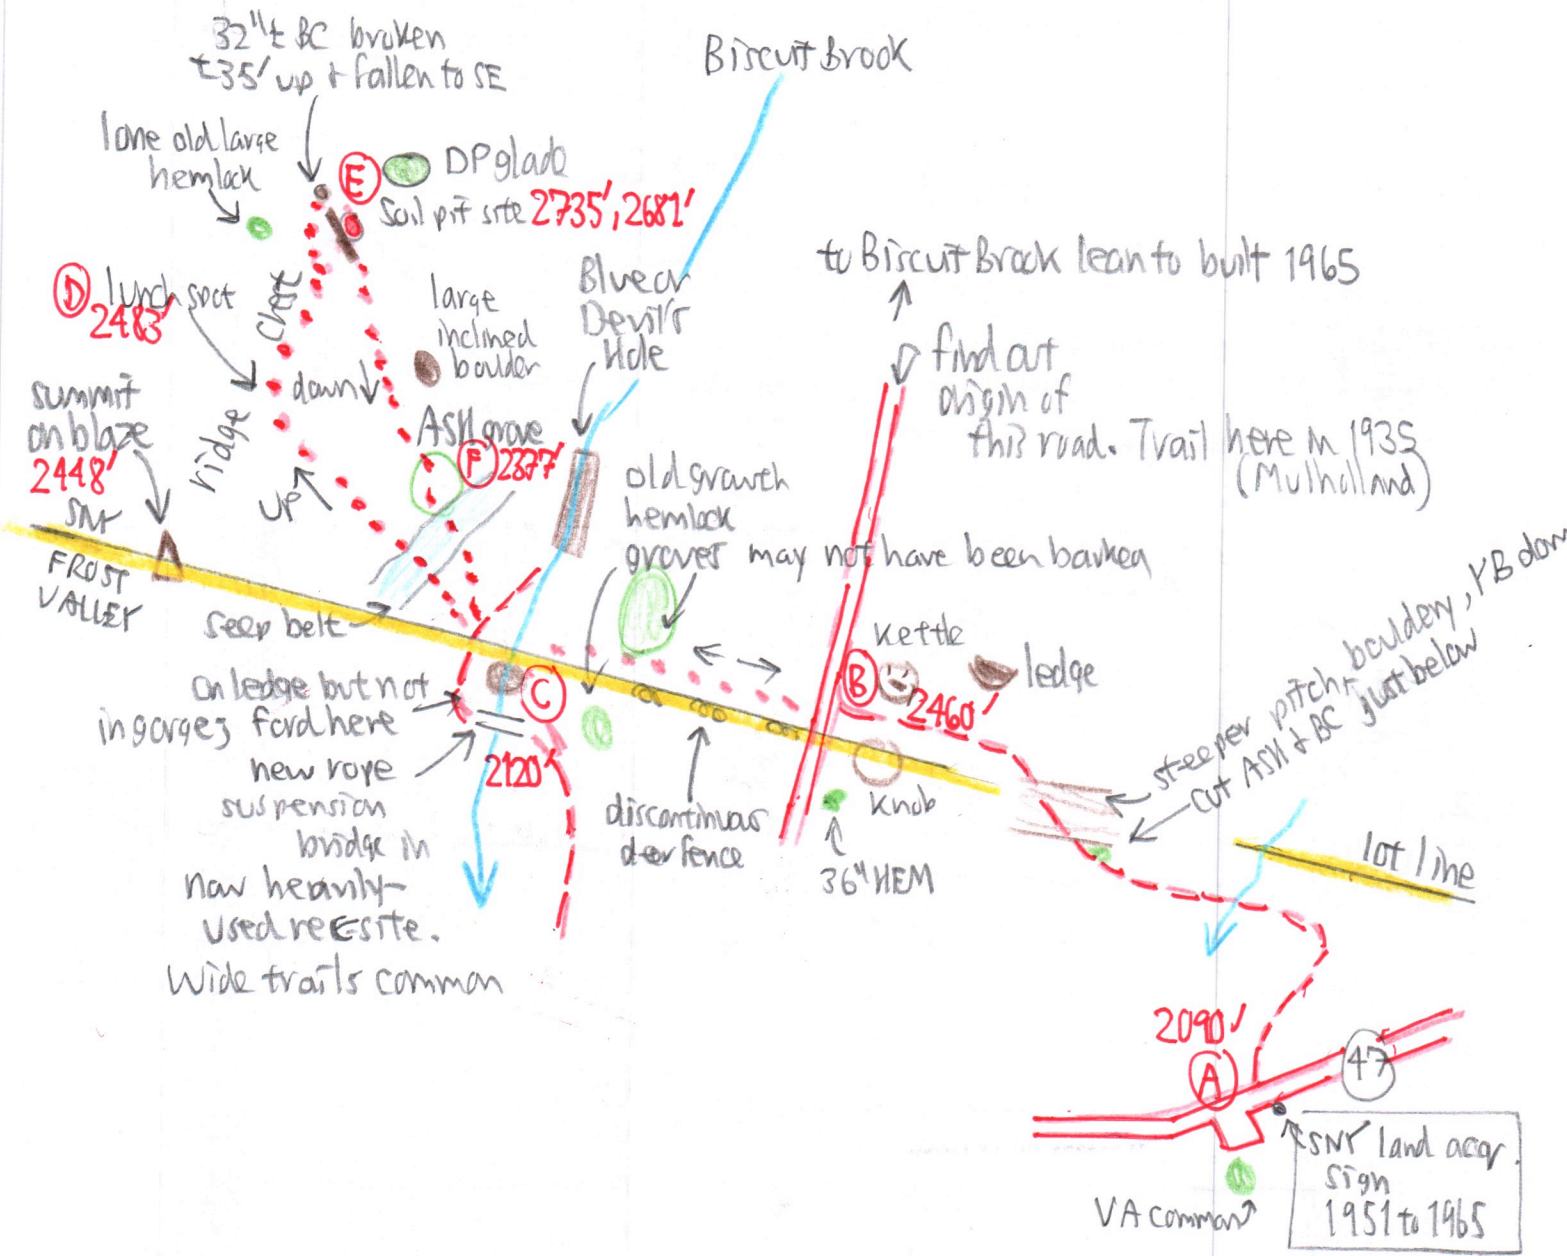 32"± BC broken
±35' up + fallen to SE
Biscuit Brook
lone old large
hemlock
E
DP glade
Soil pit site 2735', 2681'
D lunch spot
2483'
chest
ridge
large
inclined
boulder
Blue or
Devil's
Hole
to Biscuit Brook lean to built 1965
find out
origin of
this road. Trail here in 1935
(Mulholland)
summit
on blaze
2448'
down
up
ASH grove
F 2377'
old growth
hemlock
groves may not have been barked
SNY
FROST
VALLEY
seep belt
on ledge but not
in gorge; ford here
C
2120'
new rope
suspension
bridge in
now heavily-
used rec site.
Wide trails common
discontinuous
deer fence
B
Kettle
2460'
ledge
Knob
36" HEM
steeper pitch, bouldery, YB down
cut ASH & BC just below
lot line
2090'
A
47
SNY land acqr.
sign
1951 to 1965
VA common